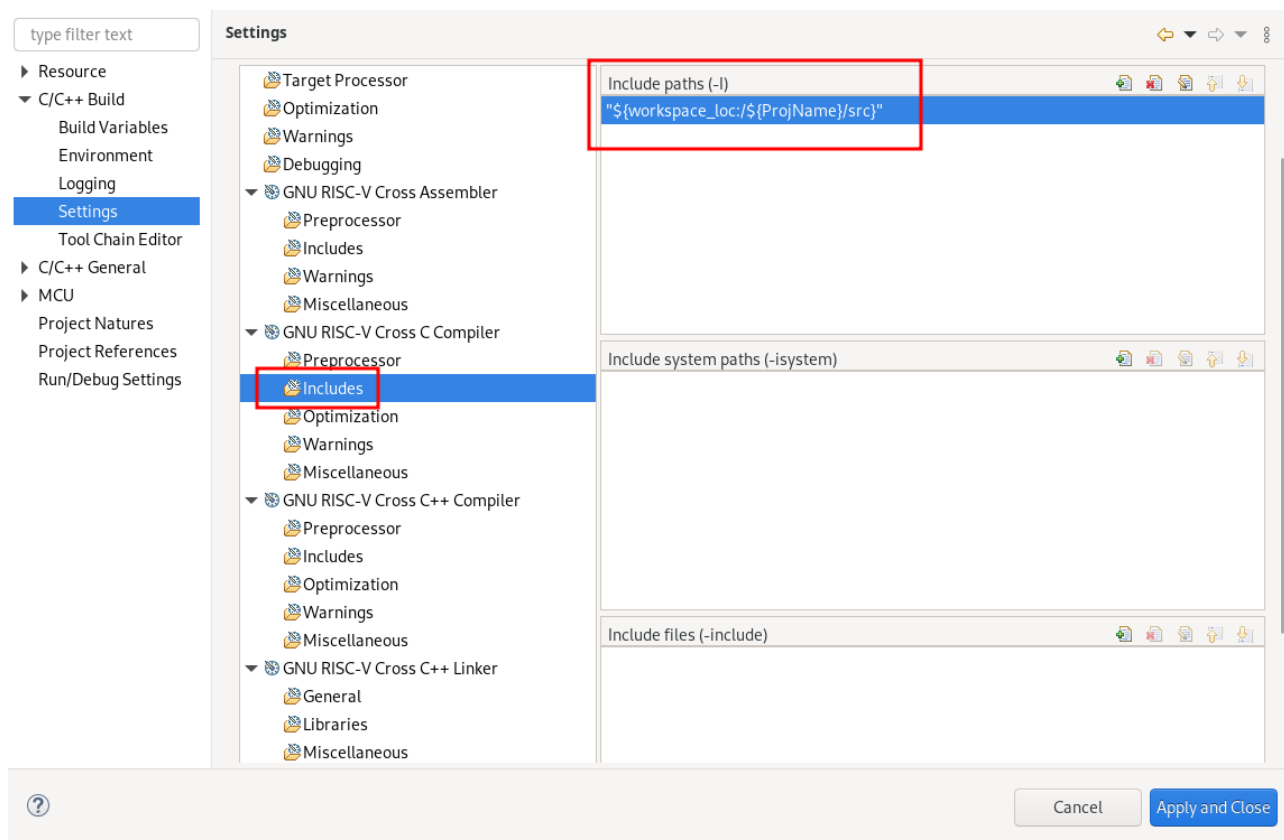 type filter text
Resource
C/C++ Build
Build Variables
Environment
Logging
Settings
Tool Chain Editor
C/C++ General
MCU
Project Natures
Project References
Run/Debug Settings
Settings
Target Processor
Optimization
Warnings
Debugging
GNU RISC-V Cross Assembler
Preprocessor
Includes
Warnings
Miscellaneous
GNU RISC-V Cross C Compiler
Preprocessor
Includes
Optimization
Warnings
Miscellaneous
GNU RISC-V Cross C++ Compiler
Preprocessor
Includes
Optimization
Warnings
Miscellaneous
GNU RISC-V Cross C++ Linker
General
Libraries
Miscellaneous
Include paths (-I)
"${workspace_loc:/${ProjName}/src}"
Include system paths (-isystem)
Include files (-include)
?
Cancel
Apply and Close